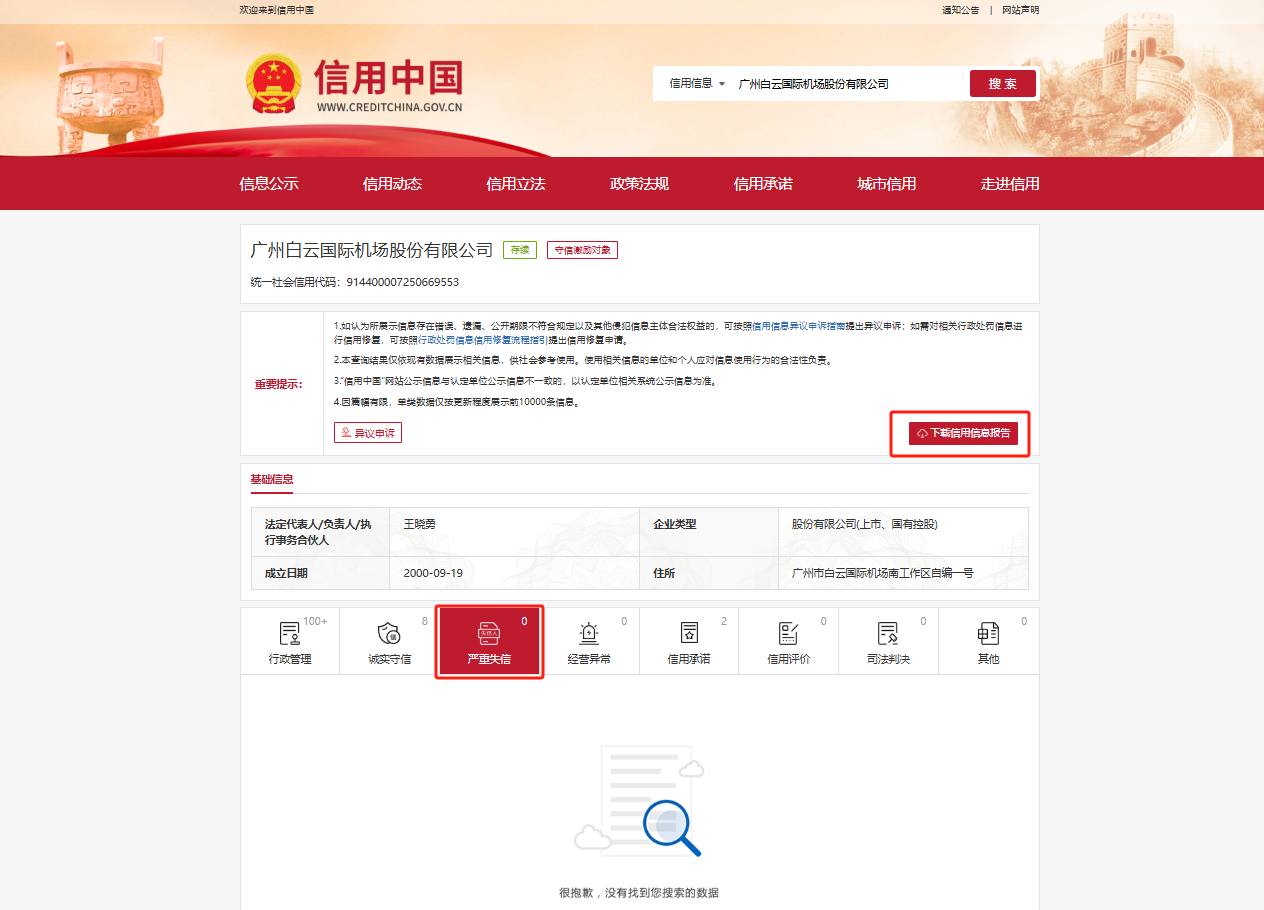 欢迎来到信用中国
通知公告 | 网站声明
信用中国
WWW.CREDITCHINA.GOV.CN
信用信息 广州白云国际机场股份有限公司 搜 索
信息公示 信用动态 信用立法 政策法规 信用承诺 城市信用 走进信用
广州白云国际机场股份有限公司 存续 守信激励对象
统一社会信用代码：914400007250669553
重要提示：
1.如认为所展示信息存在错误、遗漏、公开期限不符合规定以及其他侵犯信息主体合法权益的，可按照信用信息异议申诉指南提出异议申诉；如需对相关行政处罚信息进
行信用修复，可按照行政处罚信息信用修复流程指引提出信用修复申请。
2.本查询结果仅依现有数据展示相关信息，供社会参考使用。使用相关信息的单位和个人应对信息使用行为的合法性负责。
3.“信用中国”网站公示信息与认定单位公示信息不一致的，以认定单位相关系统公示信息为准。
4.因篇幅有限，单类数据仅按更新程度展示前10000条信息。
异议申诉
下载信用信息报告
基础信息
法定代表人/负责人/执
行事务合伙人
王晓勇
企业类型
股份有限公司(上市、国有控股)
成立日期
2000-09-19
住所
广州市白云国际机场南工作区自编一号
100+
行政管理
8
诚实守信
失信人
0
严重失信
0
经营异常
2
信用承诺
0
信用评价
0
司法判决
0
其他
很抱歉，没有找到您搜索的数据